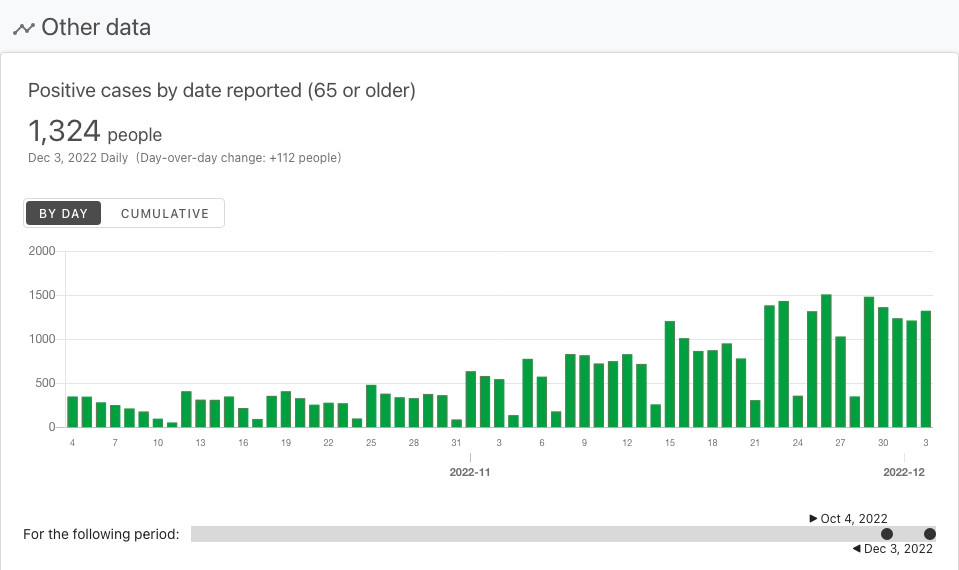 Other data
Positive cases by date reported (65 or older)
1,324 people
Dec 3, 2022 Daily (Day-over-day change: +112 people)
BY DAY CUMULATIVE
2000
1500
1000
500
0
4 7 10 13 16 19 22 25 28 31 3 6 9 12 15 18 21 24 27 30 3
2022-11 2022-12
▶ Oct 4, 2022
For the following period:
◀ Dec 3, 2022